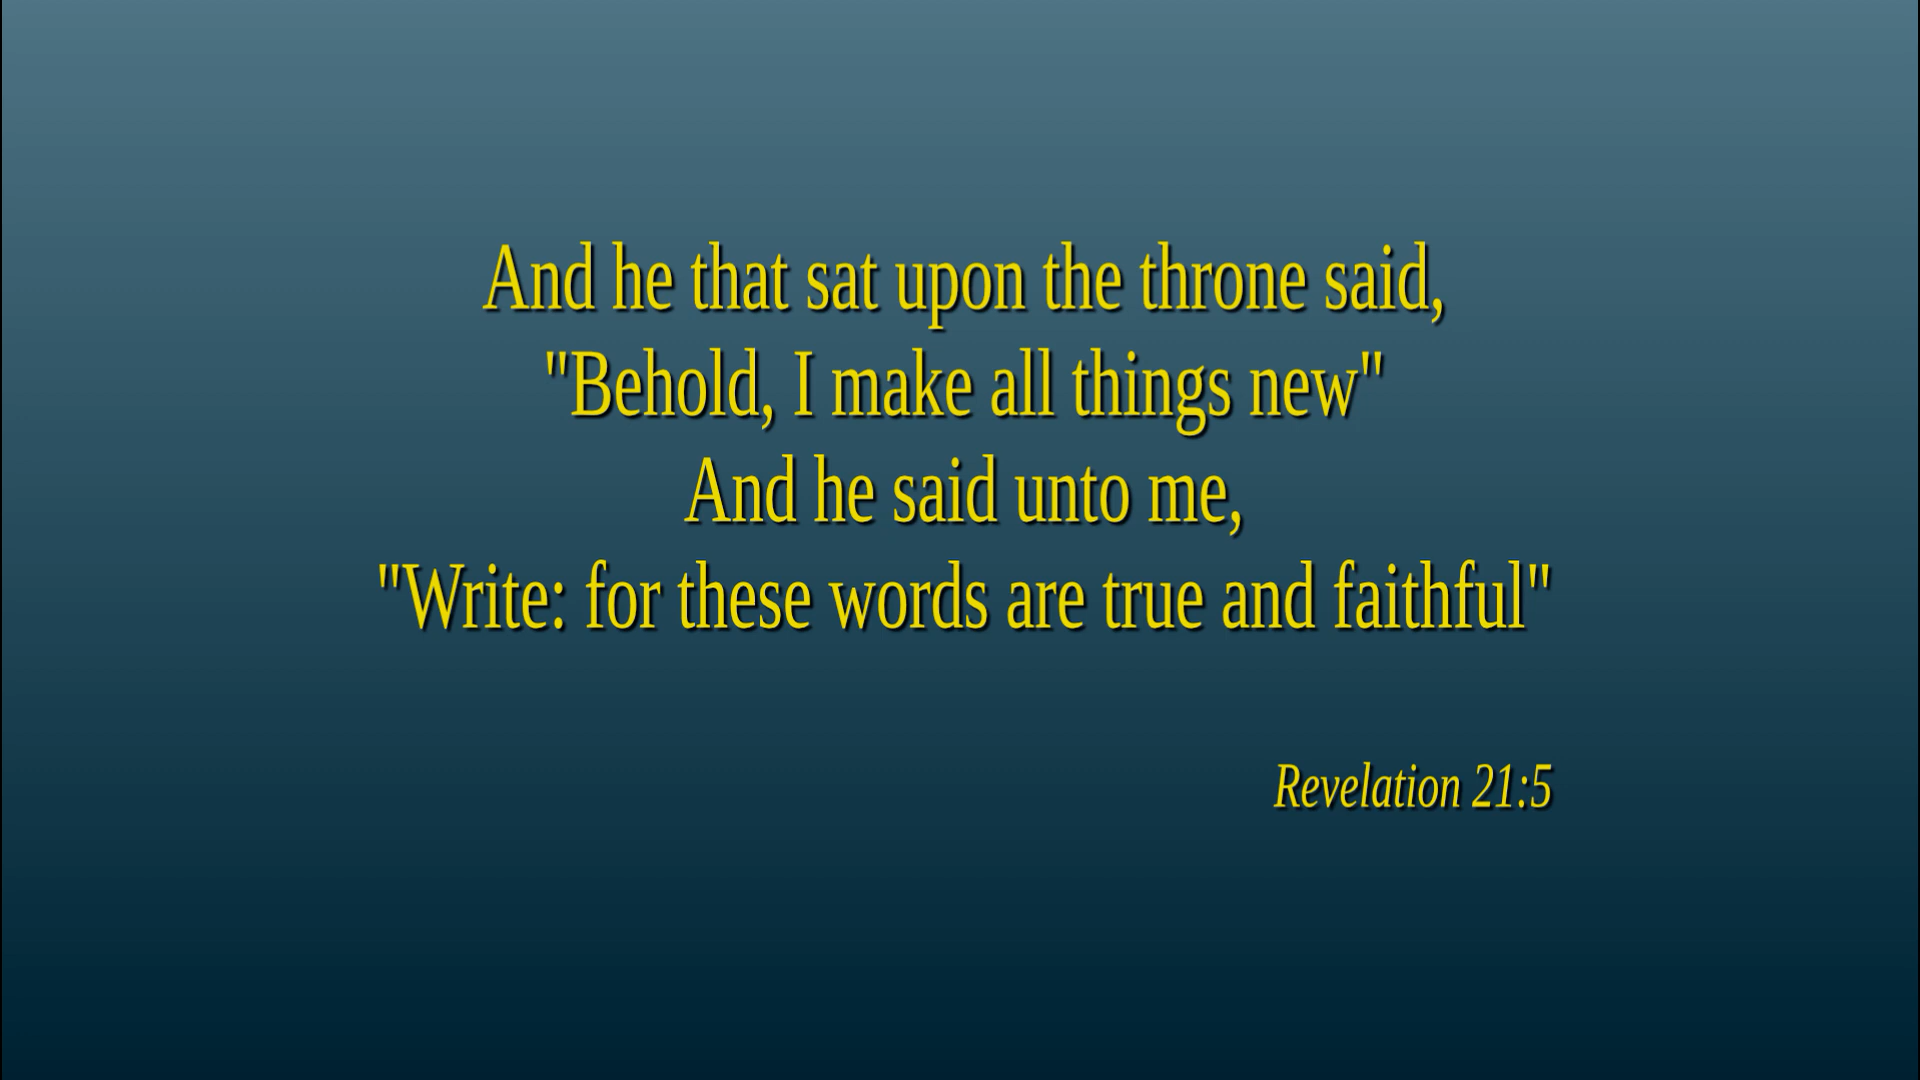 And he that sat upon the throne said,
"Behold, I make all things new"
And he said unto me,
"Write: for these words are true and faithful"
Revelation 21:5